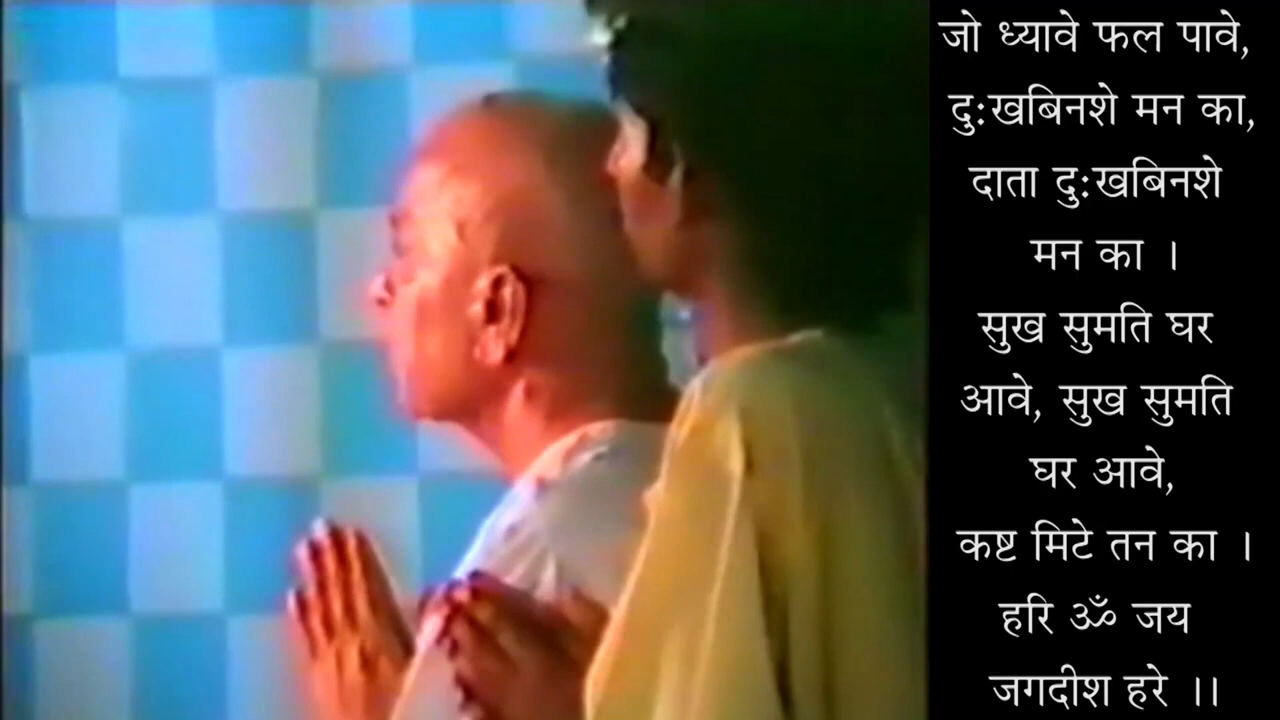 जो ध्यावे फल पावे,
दुःखबिनशे मन का,
दाता दुःखबिनशे
मन का ।
सुख सुमति घर
आवे, सुख सुमति
घर आवे,
कष्ट मिटे तन का ।
हरि ॐ जय
जगदीश हरे ।।